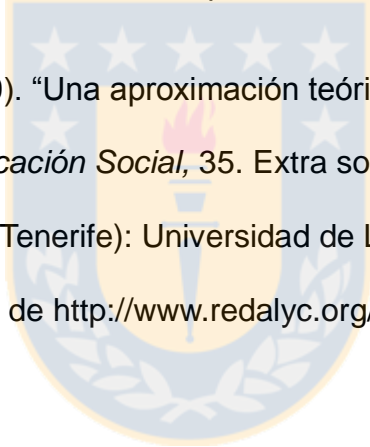 ). “Una aproximación teóri
cación Social, 35. Extra so
Tenerife): Universidad de L
de http://www.redalyc.org/